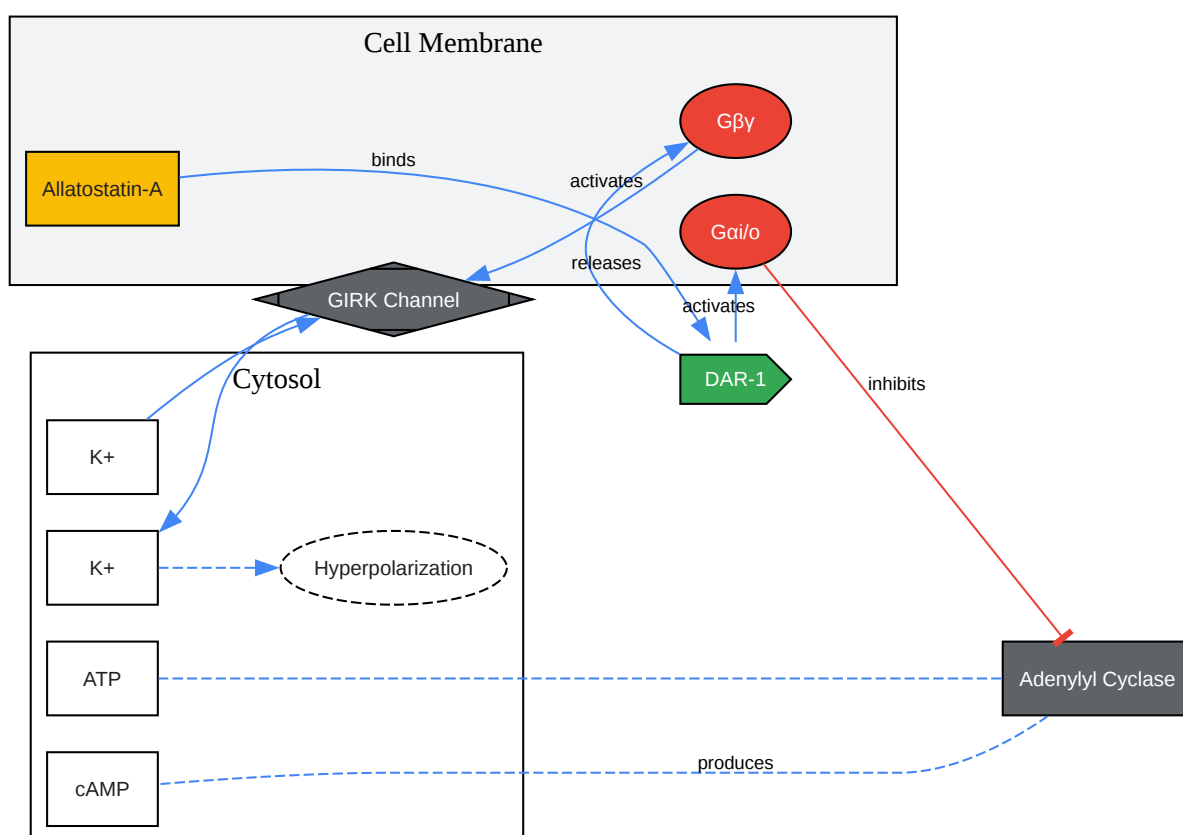 Cell Membrane
Gβγ
binds
Allatostatin-A
activates
Gαi/o
releases
GIRK Channel
activates
Cytosol
DAR-1
inhibits
K+
K+
Hyperpolarization
ATP
Adenylyl Cyclase
produces
cAMP